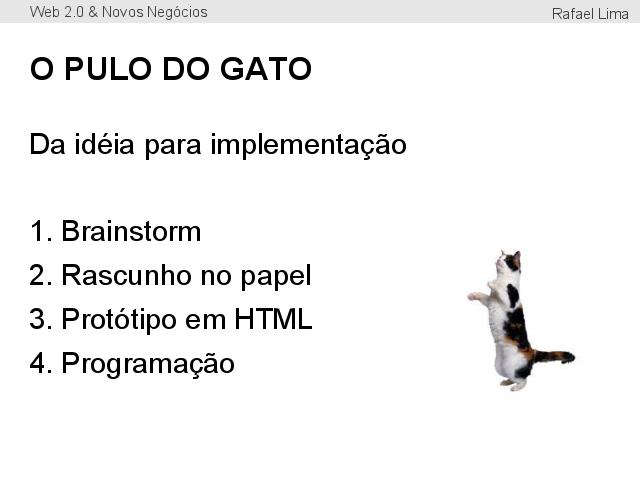 Web 2.0 & Novos Negócios
Rafael Lima
O PULO DO GATO
Da idéia para implementação
1. Brainstorm
2. Rascunho no papel
3. Protótipo em HTML
4. Programação